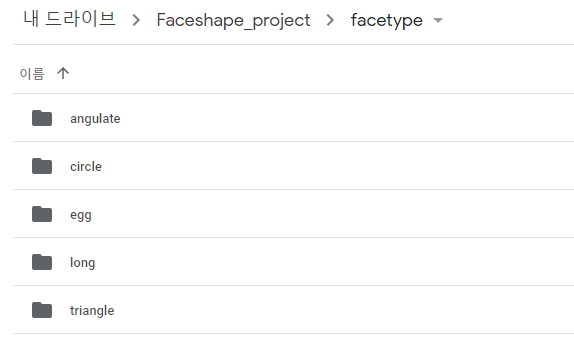 내 드라이브 > Faceshape_project > facetype
이름
angulate
circle
egg
long
triangle